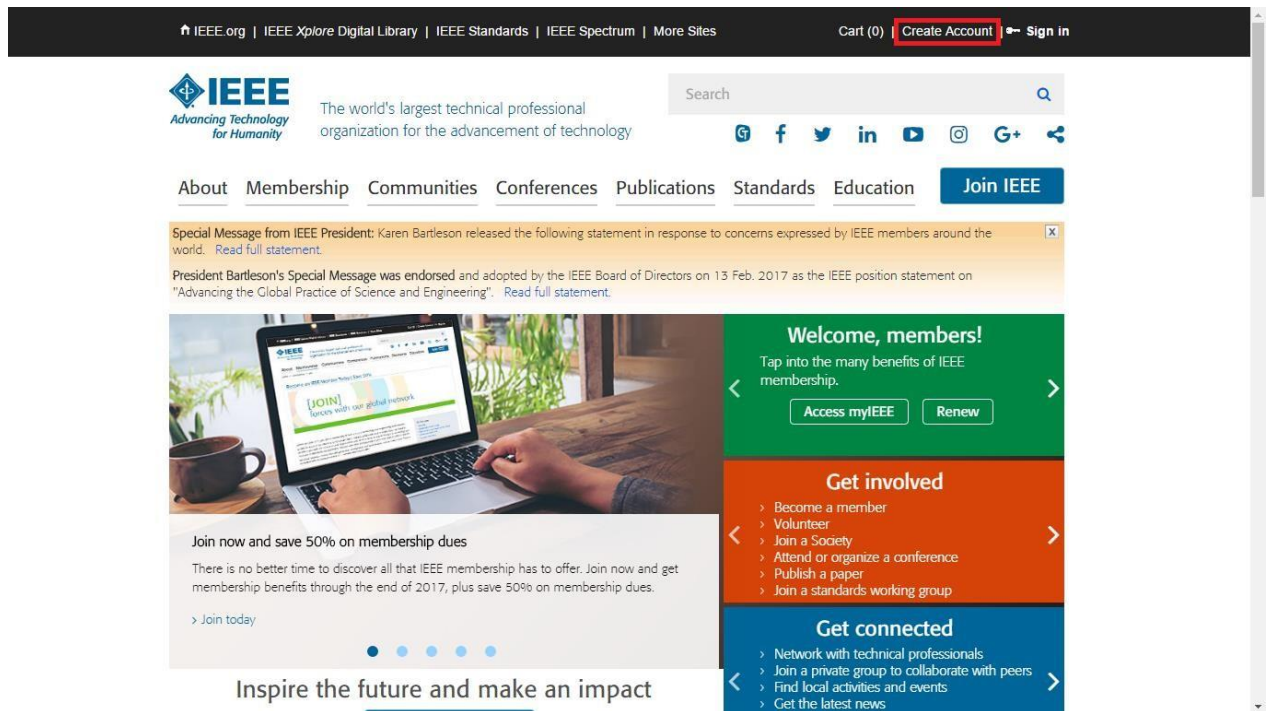 IEEE.org | IEEE Xplore Digital Library | IEEE Standards | IEEE Spectrum | More Sites
Cart (0) | Create Account | Sign in
IEEE
Advancing Technology
for Humanity
The world's largest technical professional
organization for the advancement of technology
Search
About Membership Communities Conferences Publications Standards Education Join IEEE
Special Message from IEEE President: Karen Bartleson released the following statement in response to concerns expressed by IEEE members around the
world. Read full statement.
President Bartleson's Special Message was endorsed and adopted by the IEEE Board of Directors on 13 Feb. 2017 as the IEEE position statement on
"Advancing the Global Practice of Science and Engineering". Read full statement.
IEEE
[JOIN]
forces with our global network
Join now and save 50% on membership dues
There is no better time to discover all that IEEE membership has to offer. Join now and get
membership benefits through the end of 2017, plus save 50% on membership dues.
> Join today
Welcome, members!
Tap into the many benefits of IEEE
membership.
Access myIEEE Renew
Get involved
> Become a member
> Volunteer
> Join a Society
> Attend or organize a conference
> Publish a paper
> Join a standards working group
Get connected
> Network with technical professionals
> Join a private group to collaborate with peers
> Find local activities and events
> Get the latest news
Inspire the future and make an impact